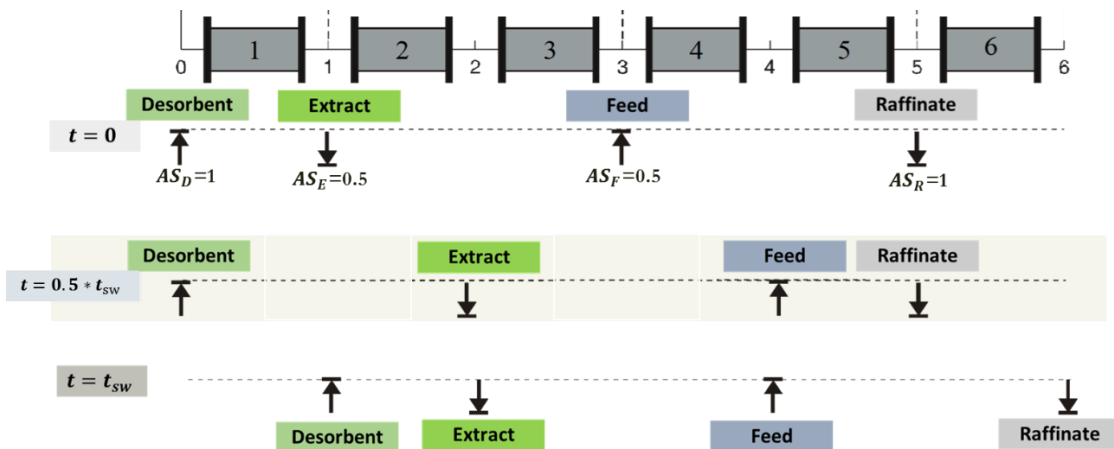 1 2 3 4 5 6
0 1 2 3 4 5 6
Desorbent Extract Feed Raffinate
t = 0
AS_D=1 AS_E=0.5 AS_F=0.5 AS_R=1
Desorbent Extract Feed Raffinate
t = 0.5 * t_sw
t = t_sw
Desorbent Extract Feed Raffinate